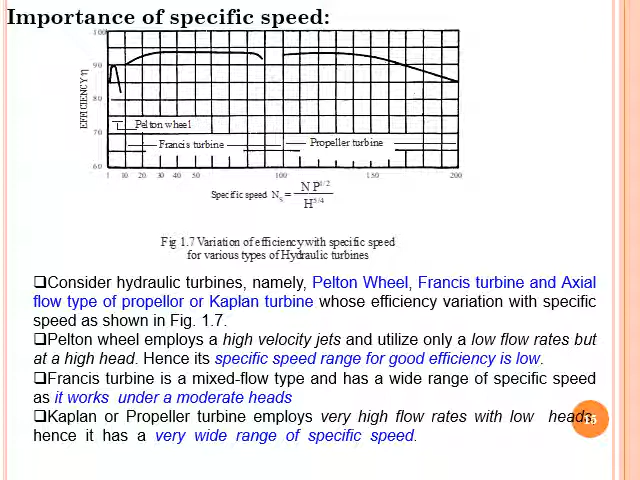 Importance of specific speed:
100
90
80
70
60
EFFICIENCY η
Pelton wheel
Francis turbine
Propeller turbine
1 10 20 30 40 50 100 150 200
Specific speed Ns = N P1/2
H5/4
Fig 1.7 Variation of efficiency with specific speed
for various types of Hydraulic turbines
❑Consider hydraulic turbines, namely, Pelton Wheel, Francis turbine and Axial
flow type of propellor or Kaplan turbine whose efficiency variation with specific
speed as shown in Fig. 1.7.
❑Pelton wheel employs a high velocity jets and utilize only a low flow rates but
at a high head. Hence its specific speed range for good efficiency is low.
❑Francis turbine is a mixed-flow type and has a wide range of specific speed
as it works under a moderate heads
❑Kaplan or Propeller turbine employs very high flow rates with low heads,
hence it has a very wide range of specific speed.